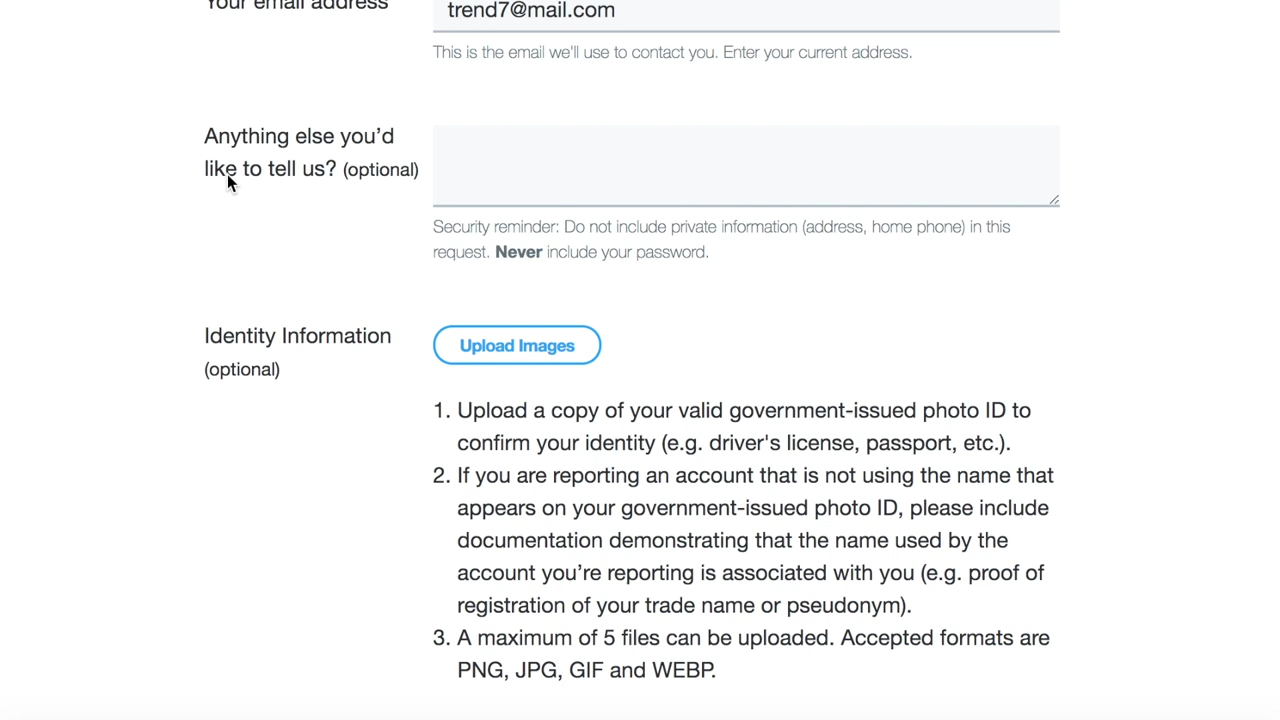 Your email address
trend7@mail.com
This is the email we'll use to contact you. Enter your current address.
Anything else you’d
like to tell us? (optional)
Security reminder: Do not include private information (address, home phone) in this
request. Never include your password.
Identity Information
(optional)
Upload Images
1. Upload a copy of your valid government-issued photo ID to
confirm your identity (e.g. driver's license, passport, etc.).
2. If you are reporting an account that is not using the name that
appears on your government-issued photo ID, please include
documentation demonstrating that the name used by the
account you’re reporting is associated with you (e.g. proof of
registration of your trade name or pseudonym).
3. A maximum of 5 files can be uploaded. Accepted formats are
PNG, JPG, GIF and WEBP.